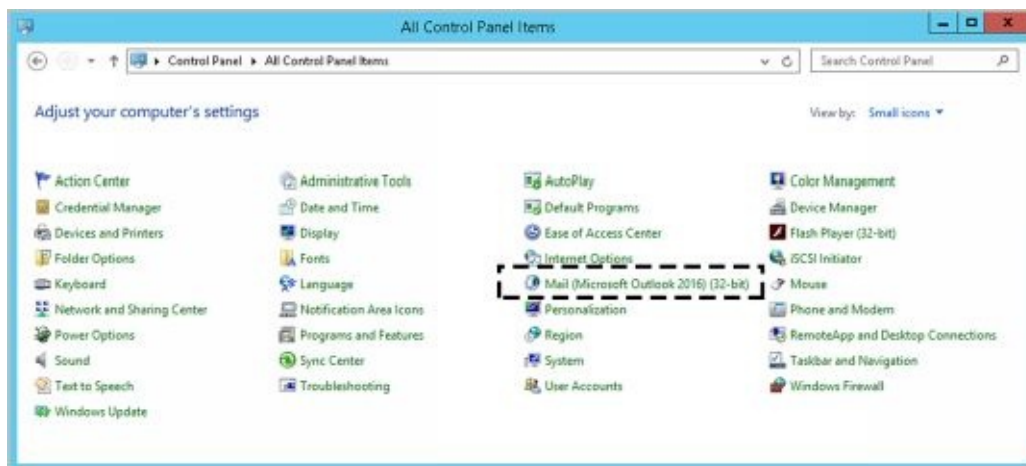 All Control Panel Items
Control Panel All Control Panel Items Search Control Panel
Adjust your computer's settings View by: Small icons
Action Center Administrative Tools AutoPlay Color Management
Credential Manager Date and Time Default Programs Device Manager
Devices and Printers Display Ease of Access Center Flash Player (32-bit)
Folder Options Fonts Internet Options iSCSI Initiator
Keyboard Language Mail (Microsoft Outlook 2016) (32-bit) Mouse
Network and Sharing Center Notification Area Icons Personalization Phone and Modem
Power Options Programs and Features Region RemoteApp and Desktop Connections
Sound Sync Center System Taskbar and Navigation
Text to Speech Troubleshooting User Accounts Windows Firewall
Windows Update